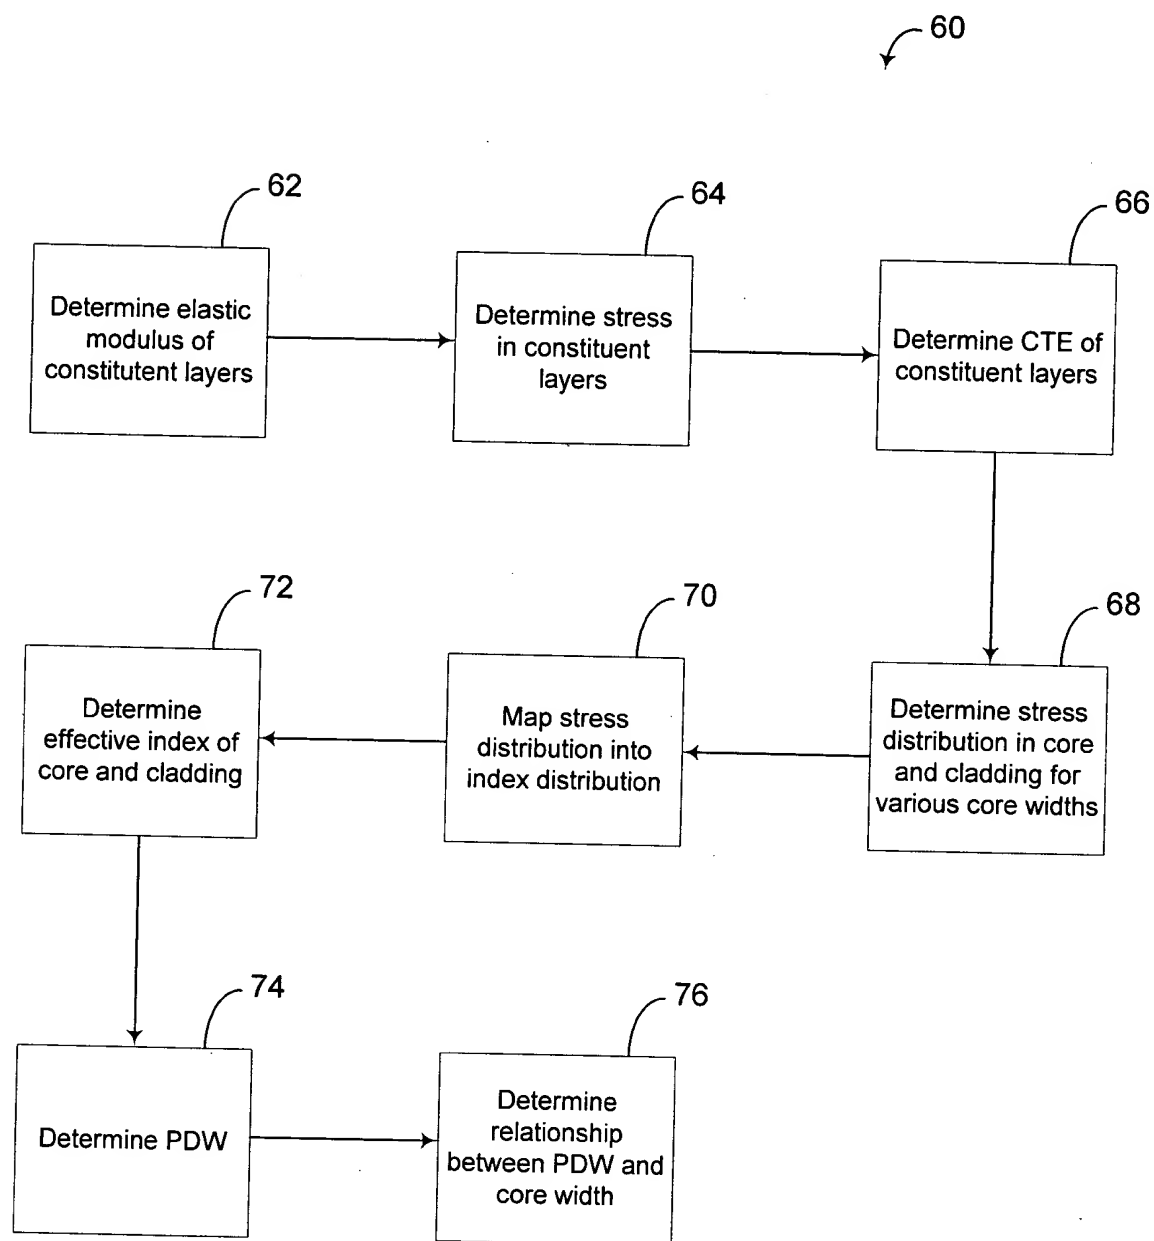 60
62
Determine elastic
modulus of
constitutent layers
64
Determine stress
in constituent
layers
66
Determine CTE of
constituent layers
68
Determine stress
distribution in core
and cladding for
various core widths
70
Map stress
distribution into
index distribution
72
Determine
effective index of
core and cladding
74
Determine PDW
76
Determine
relationship
between PDW and
core width